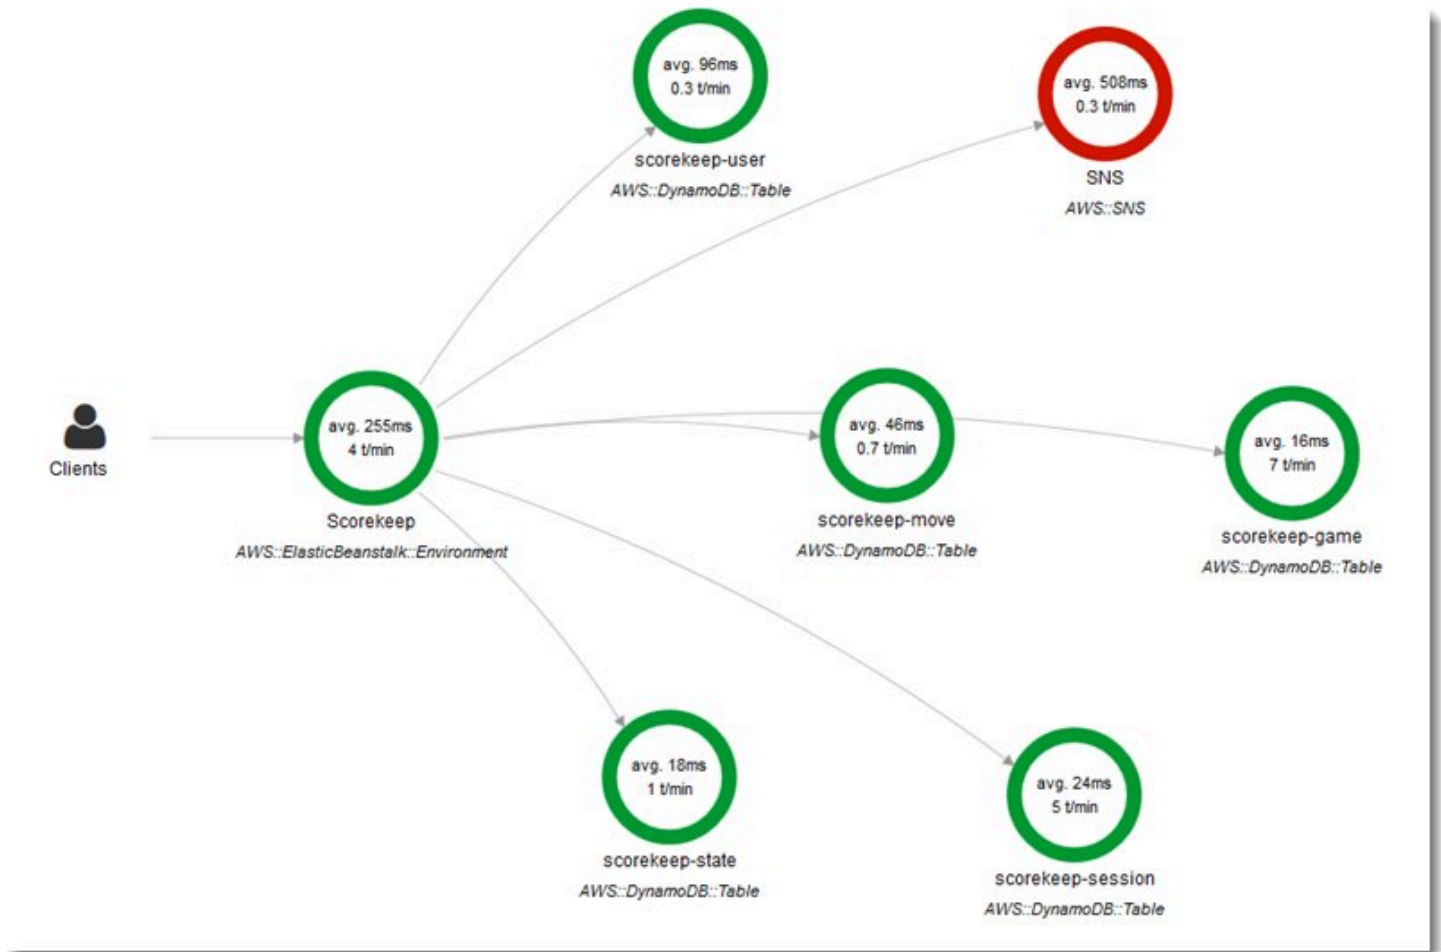 avg. 96ms
0.3 t/min
scorekeep-user
AWS::DynamoDB::Table
avg. 508ms
0.3 t/min
SNS
AWS::SNS
Clients
avg. 255ms
4 t/min
Scorekeep
AWS::ElasticBeanstalk::Environment
avg. 46ms
0.7 t/min
scorekeep-move
AWS::DynamoDB::Table
avg. 16ms
7 t/min
scorekeep-game
AWS::DynamoDB::Table
avg. 18ms
1 t/min
scorekeep-state
AWS::DynamoDB::Table
avg. 24ms
5 t/min
scorekeep-session
AWS::DynamoDB::Table